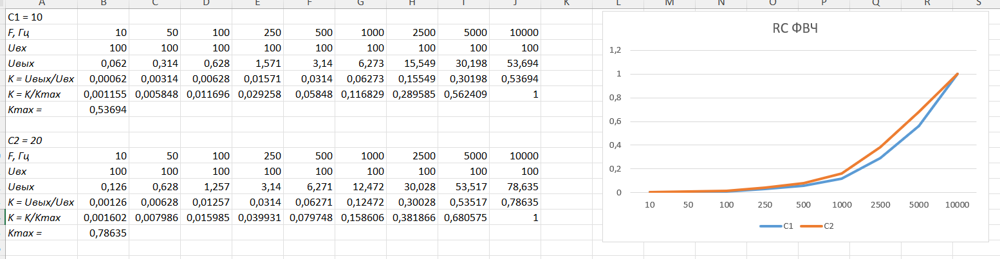 A B C D E F G H I J K L M N O P Q R S
C1 = 10
F, Гц 10 50 100 250 500 1000 2500 5000 10000
Uвх 100 100 100 100 100 100 100 100 100
Uвых 0,062 0,314 0,628 1,571 3,14 6,273 15,549 30,198 53,694
K = Uвых/Uвх 0,00062 0,00314 0,00628 0,01571 0,0314 0,06273 0,15549 0,30198 0,53694
K = K/Kmax 0,001155 0,005848 0,011696 0,029258 0,05848 0,116829 0,289585 0,562409 1
Kmax = 0,53694
C2 = 20
F, Гц 10 50 100 250 500 1000 2500 5000 10000
Uвх 100 100 100 100 100 100 100 100 100
Uвых 0,126 0,628 1,257 3,14 6,271 12,472 30,028 53,517 78,635
K = Uвых/Uвх 0,00126 0,00628 0,01257 0,0314 0,06271 0,12472 0,30028 0,53517 0,78635
K = K/Kmax 0,001602 0,007986 0,015985 0,039931 0,079748 0,158606 0,381866 0,680575 1
Kmax = 0,78635
RC ФВЧ
1,2
1
0,8
0,6
0,4
0,2
0
10 50 100 250 500 1000 2500 5000 10000
C1 C2